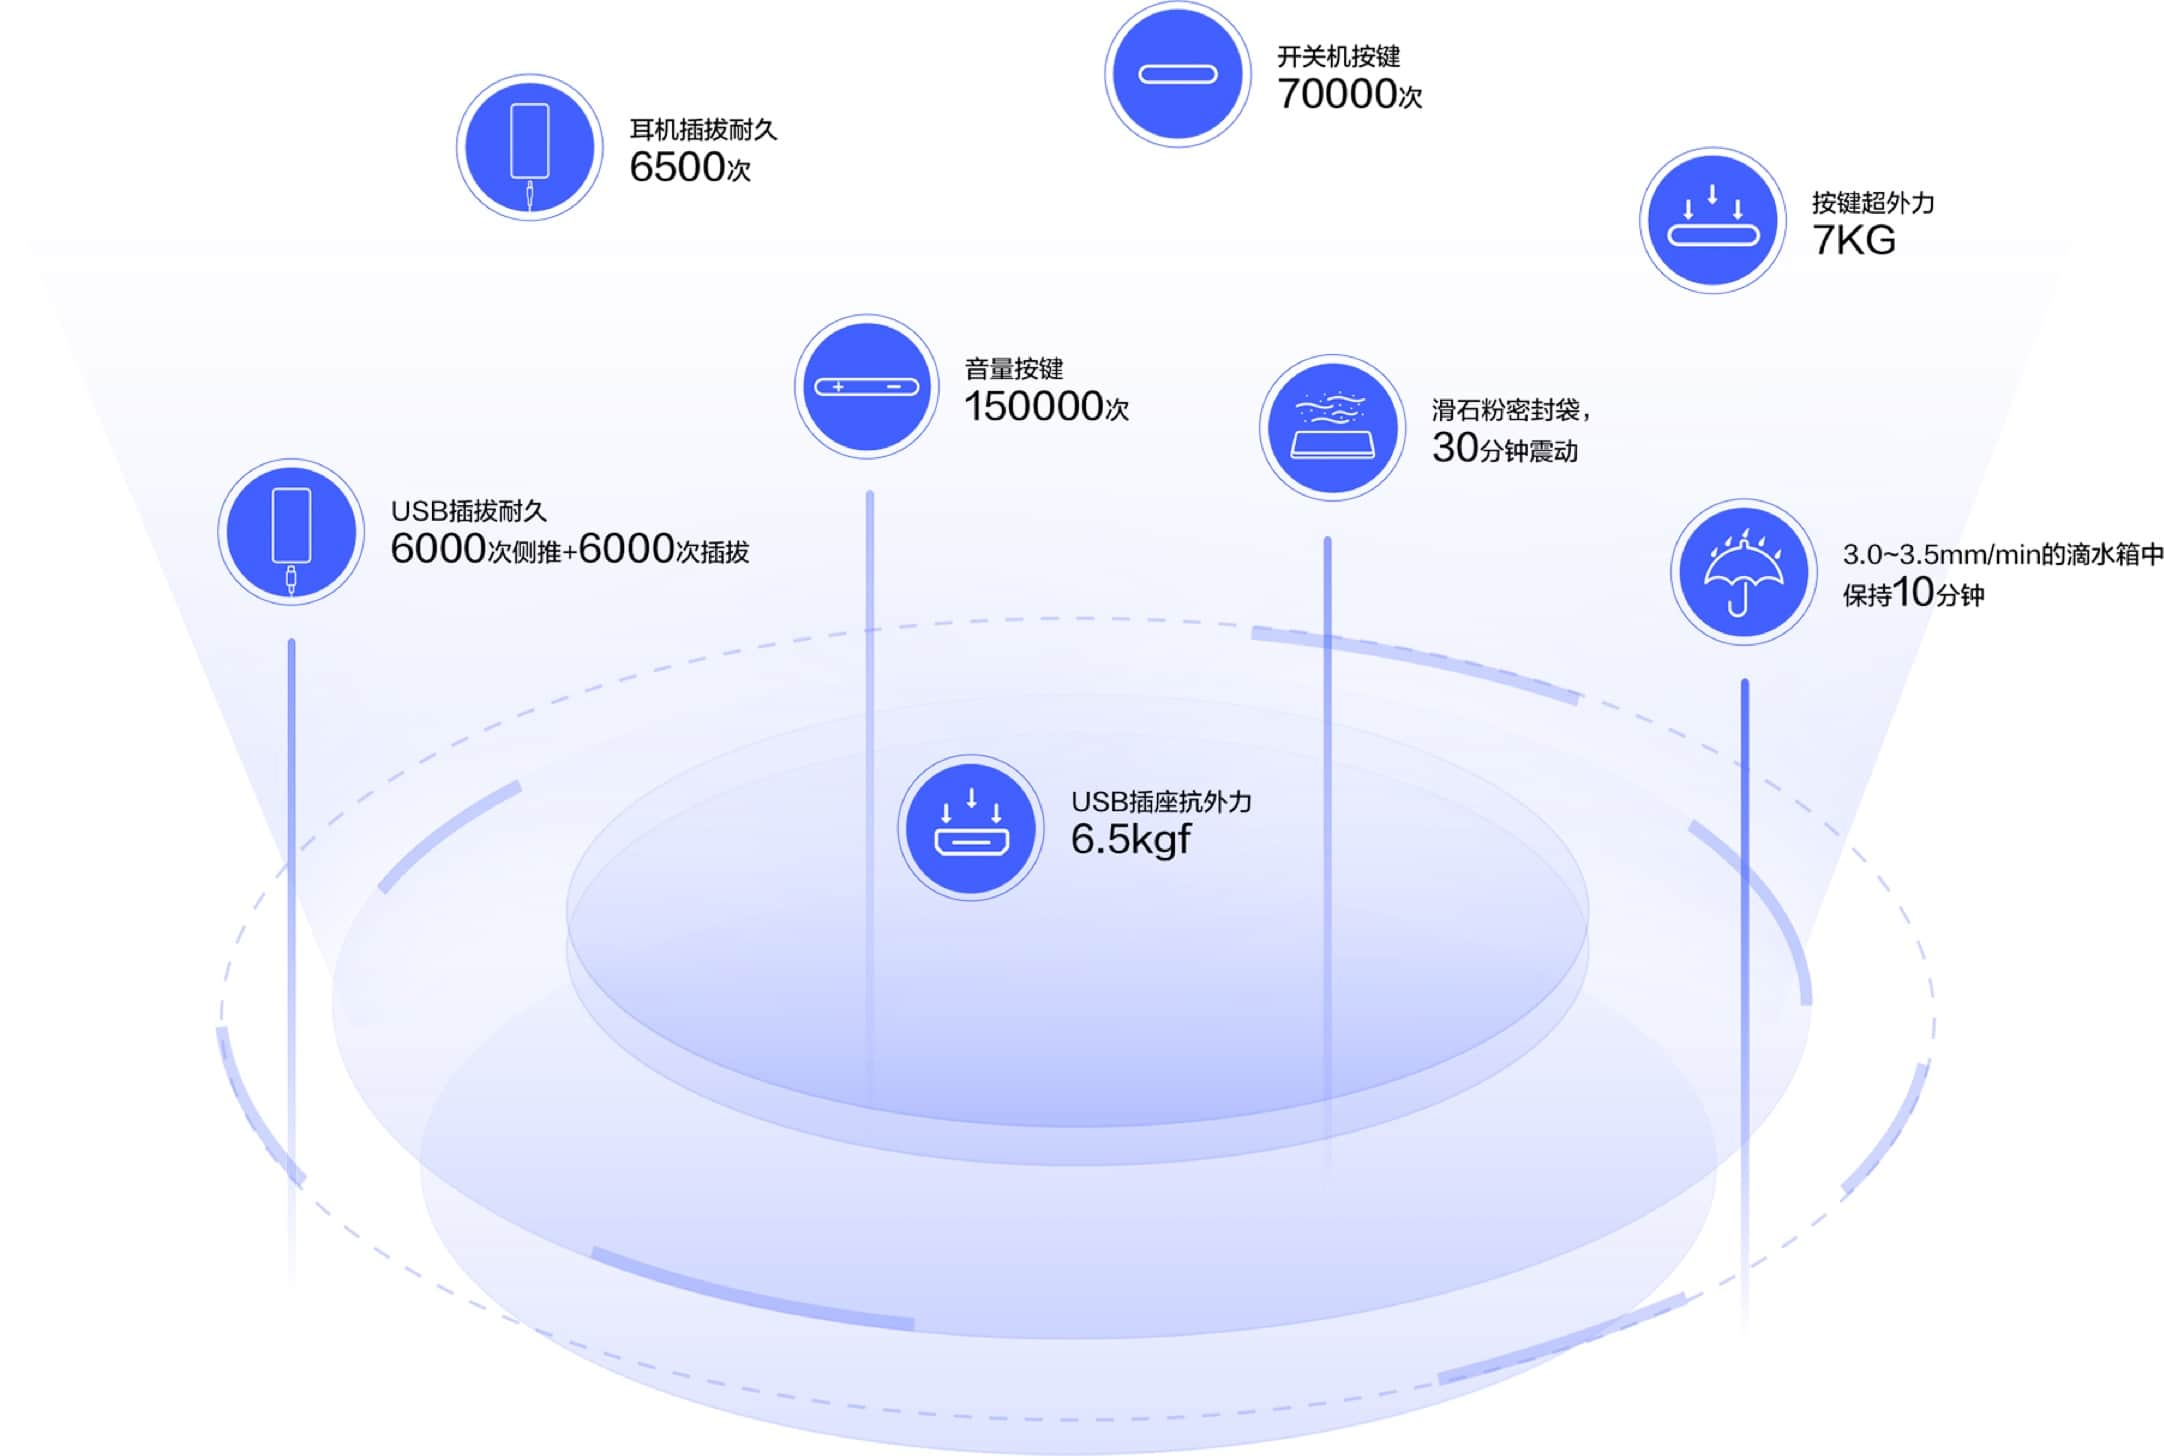 开关机按键
70000次
耳机插拔耐久
6500次
按键超外力
7KG
音量按键
150000次
滑石粉密封袋，
30分钟震动
USB插拔耐久
6000次侧推+6000次插拔
3.0~3.5mm/min的滴水箱中
保持10分钟
USB插座抗外力
6.5kgf